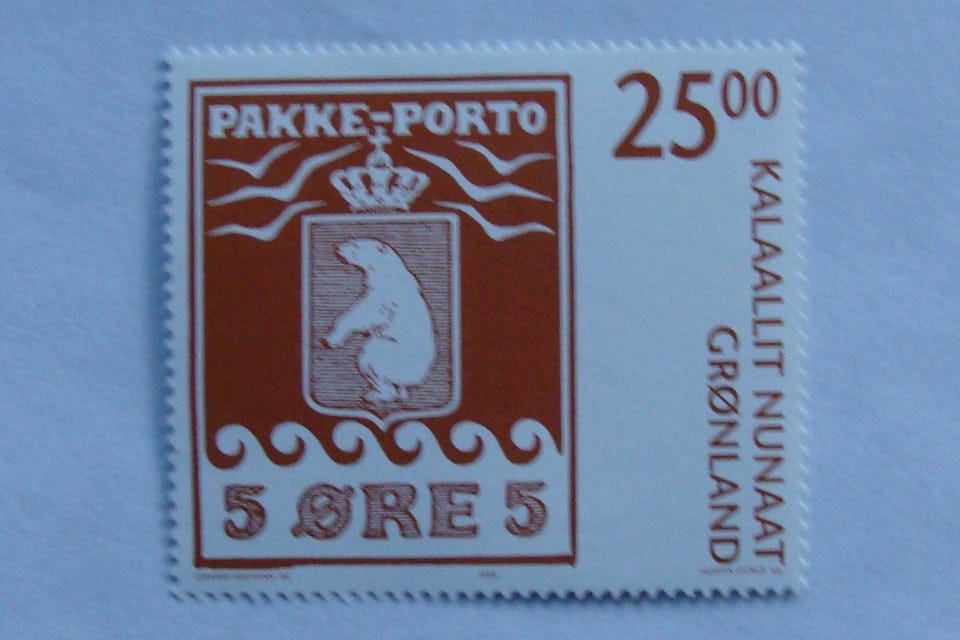 PAKKE-PORTO
5 ØRE 5
25⁰⁰
KALAALLIT NUNAAT
GRØNLAND